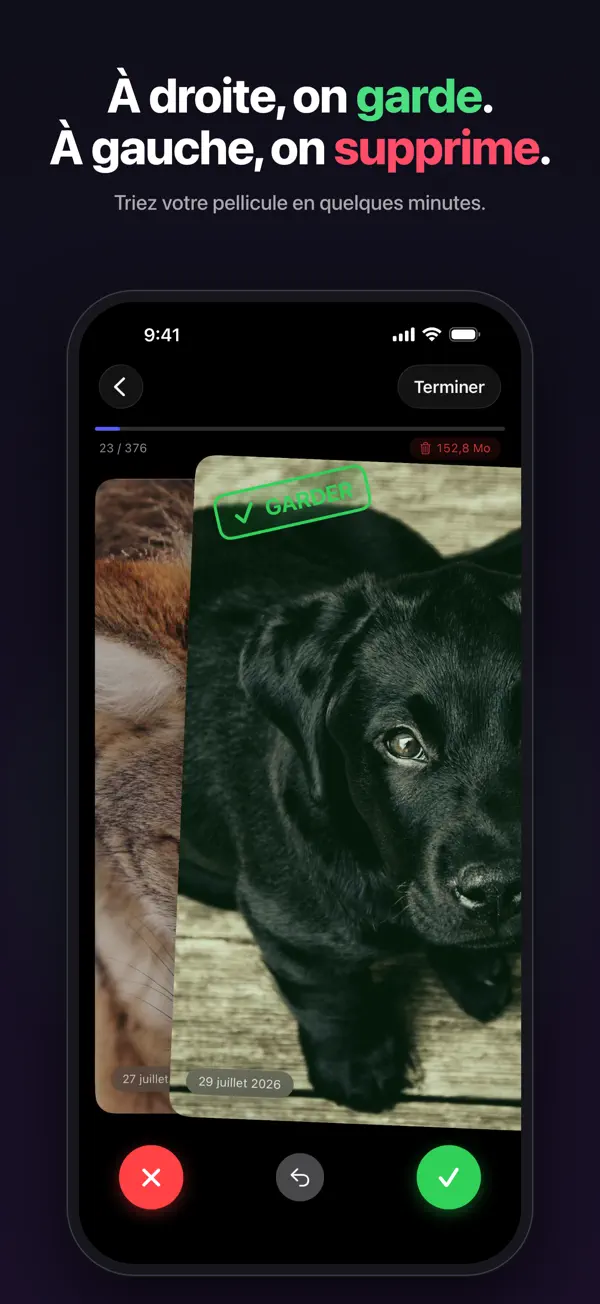 À droite, on garde.
À gauche, on supprime.
Triez votre pellicule en quelques minutes.
9:41
Terminer
23 / 376
152,8 Mo
GARDER
27 juillet
29 juillet 2026